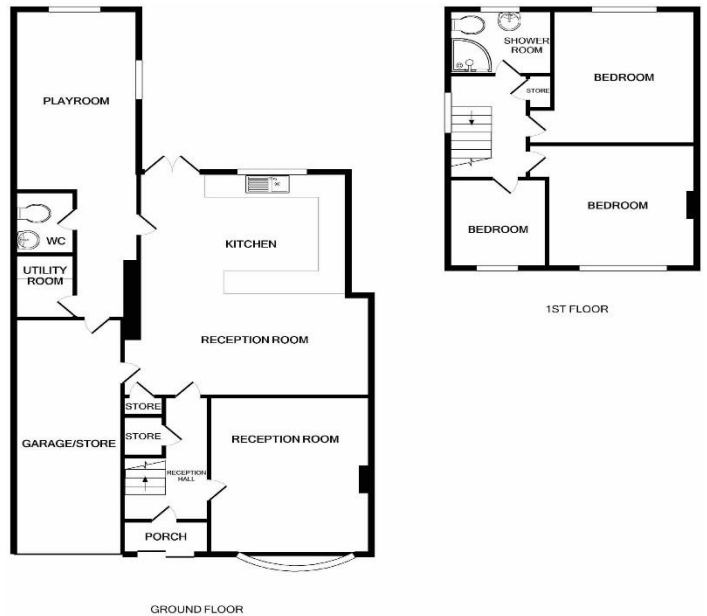 PLAYROOM
WC
UTILITY
ROOM
KITCHEN
RECEPTION ROOM
STORE
STORE
GARAGE/STORE
RECEPTION
HALL
RECEPTION ROOM
PORCH
GROUND FLOOR
SHOWER
ROOM
STORE
BEDROOM
BEDROOM
BEDROOM
1ST FLOOR